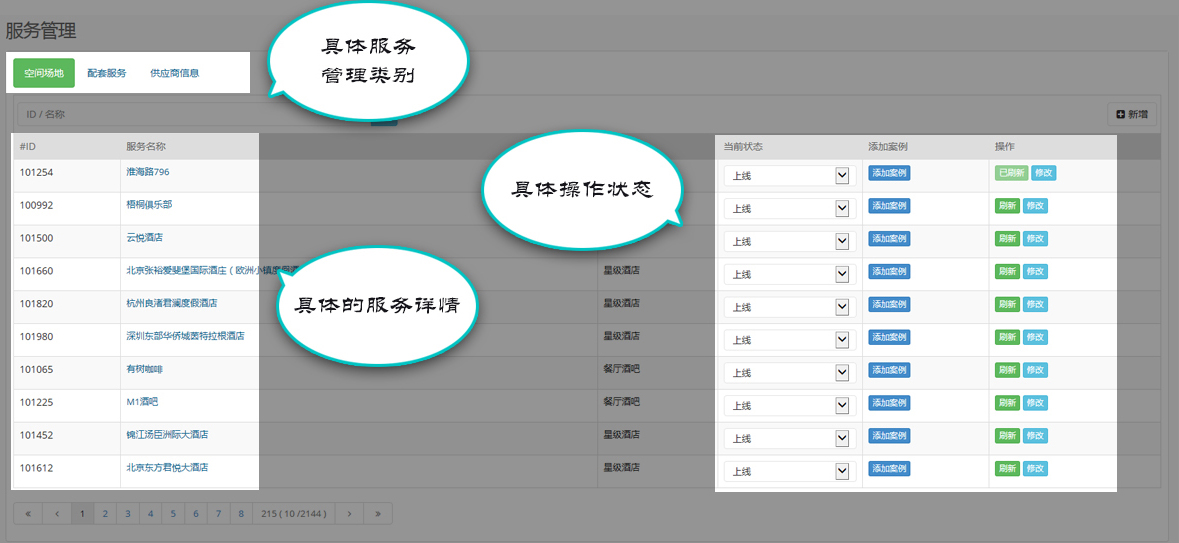 服务管理
具体服务
管理类别
空间场地 配套服务 供应商信息
ID / 名称
新增
#ID 服务名称 当前状态 添加案例 操作
101254 淮海路796 上线 添加案例 已刷新 修改
100992 梧桐俱乐部 上线 添加案例 刷新 修改
具体操作状态
101500 云悦酒店 上线 添加案例 刷新 修改
101660 北京张裕爱斐堡国际酒庄（欧洲小镇度假酒 星级酒店 上线 添加案例 刷新 修改
具体的服务详情
101820 杭州良渚君澜度假酒店 星级酒店 上线 添加案例 刷新 修改
101980 深圳东部华侨城茵特拉根酒店 星级酒店 上线 添加案例 刷新 修改
101065 有树咖啡 餐厅酒吧 上线 添加案例 刷新 修改
101225 M1酒吧 餐厅酒吧 上线 添加案例 刷新 修改
101452 锦江汤臣洲际大酒店 星级酒店 上线 添加案例 刷新 修改
101612 北京东方君悦大酒店 星级酒店 上线 添加案例 刷新 修改
« ‹ 1 2 3 4 5 6 7 8 215 ( 10 /2144 ) › »